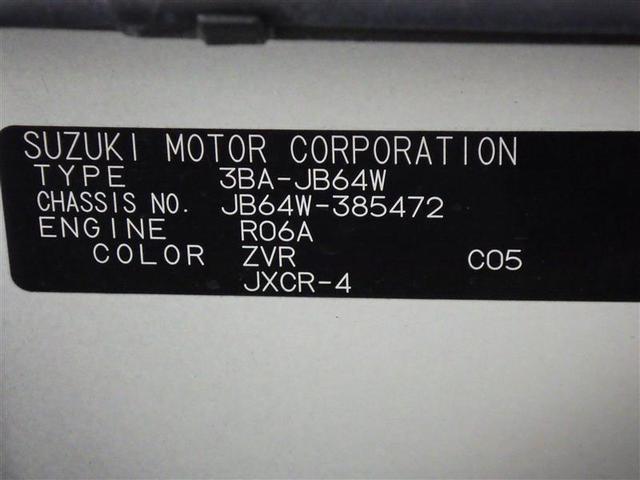 SUZUKI MOTOR CORPORATION
TYPE 3BA-JB64W
CHASSIS NO. JB64W-385472
ENGINE R06A
COLOR ZVR C05
JXCR-4